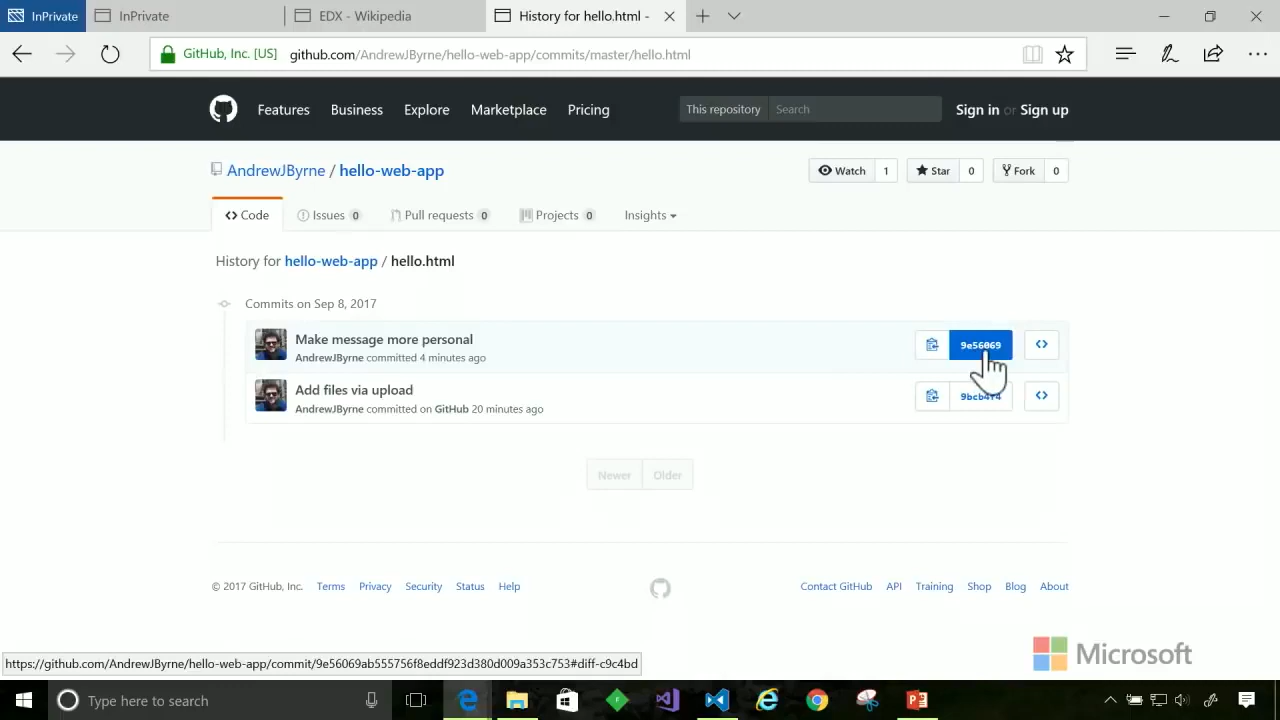 InPrivate
InPrivate
EDX - Wikipedia
History for hello.html -
GitHub, Inc. [US]
github.com/AndrewJByrne/hello-web-app/commits/master/hello.html
Features
Business
Explore
Marketplace
Pricing
This repository
Search
Sign in or Sign up
AndrewJByrne / hello-web-app
Watch 1
Star 0
Fork 0
<> Code
Issues 0
Pull requests 0
Projects 0
Insights
History for hello-web-app / hello.html
Commits on Sep 8, 2017
Make message more personal
9e56069
<>
AndrewJByrne committed 4 minutes ago
Add files via upload
<>
AndrewJByrne committed on GitHub 20 minutes ago
Newer
Older
© 2017 GitHub, Inc.
Terms
Privacy
Security
Status
Help
Contact GitHub
API
Training
Shop
Blog
About
https://github.com/AndrewJByrne/hello-web-app/commit/9e56069ab555756f8eddf923d380d009a353c753#diff-c9c4bd
Microsoft
Type here to search